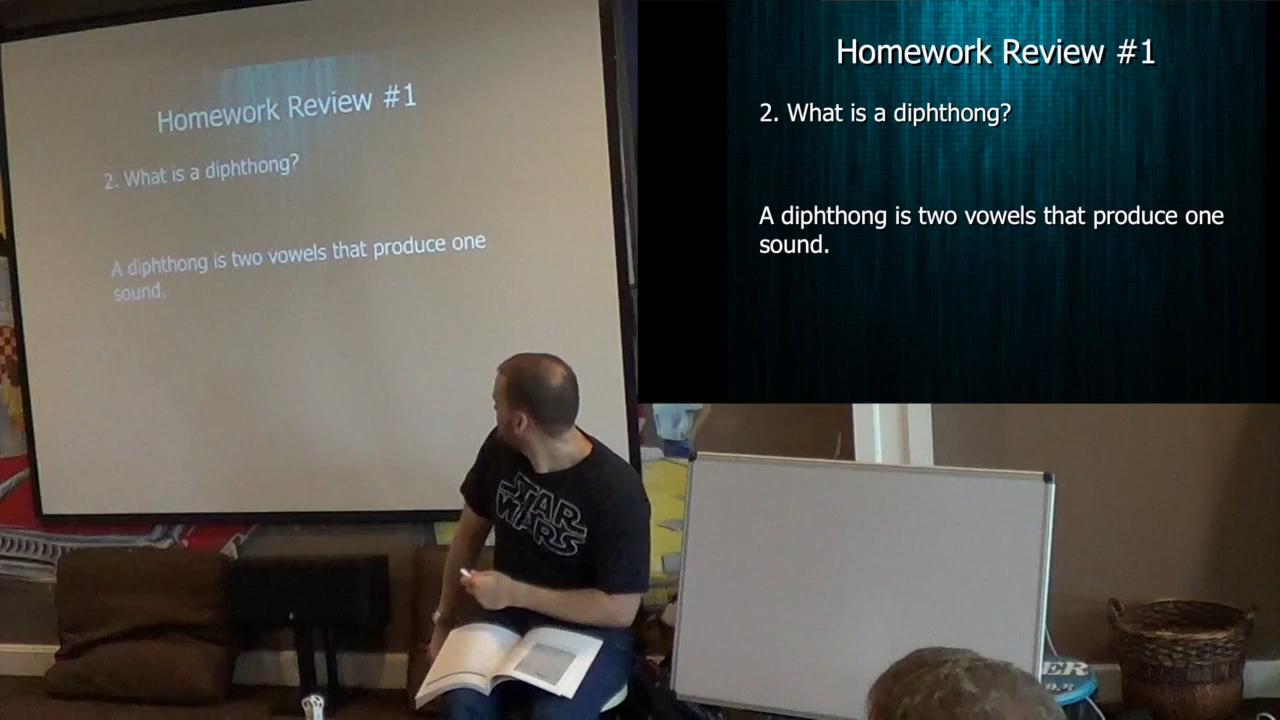 Homework Review #1
2. What is a diphthong?
A diphthong is two vowels that produce one
sound.
Homework Review #1
2. What is a diphthong?
A diphthong is two vowels that produce one
sound.
STAR
WARS